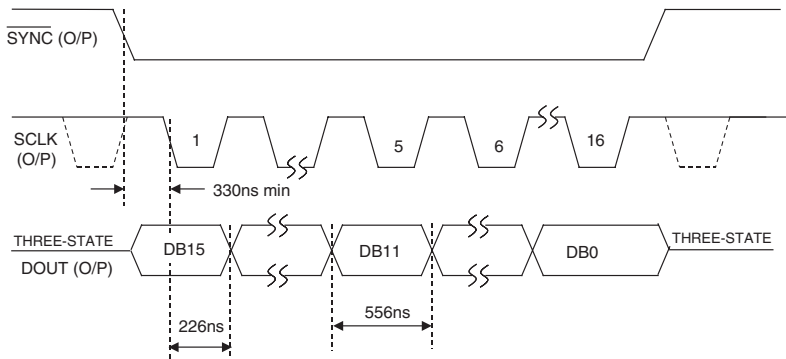 SYNC (O/P)
SCLK
(O/P)
1
5
6
16
330ns min
THREE-STATE
DOUT (O/P)
DB15
DB11
DB0
THREE-STATE
226ns
556ns